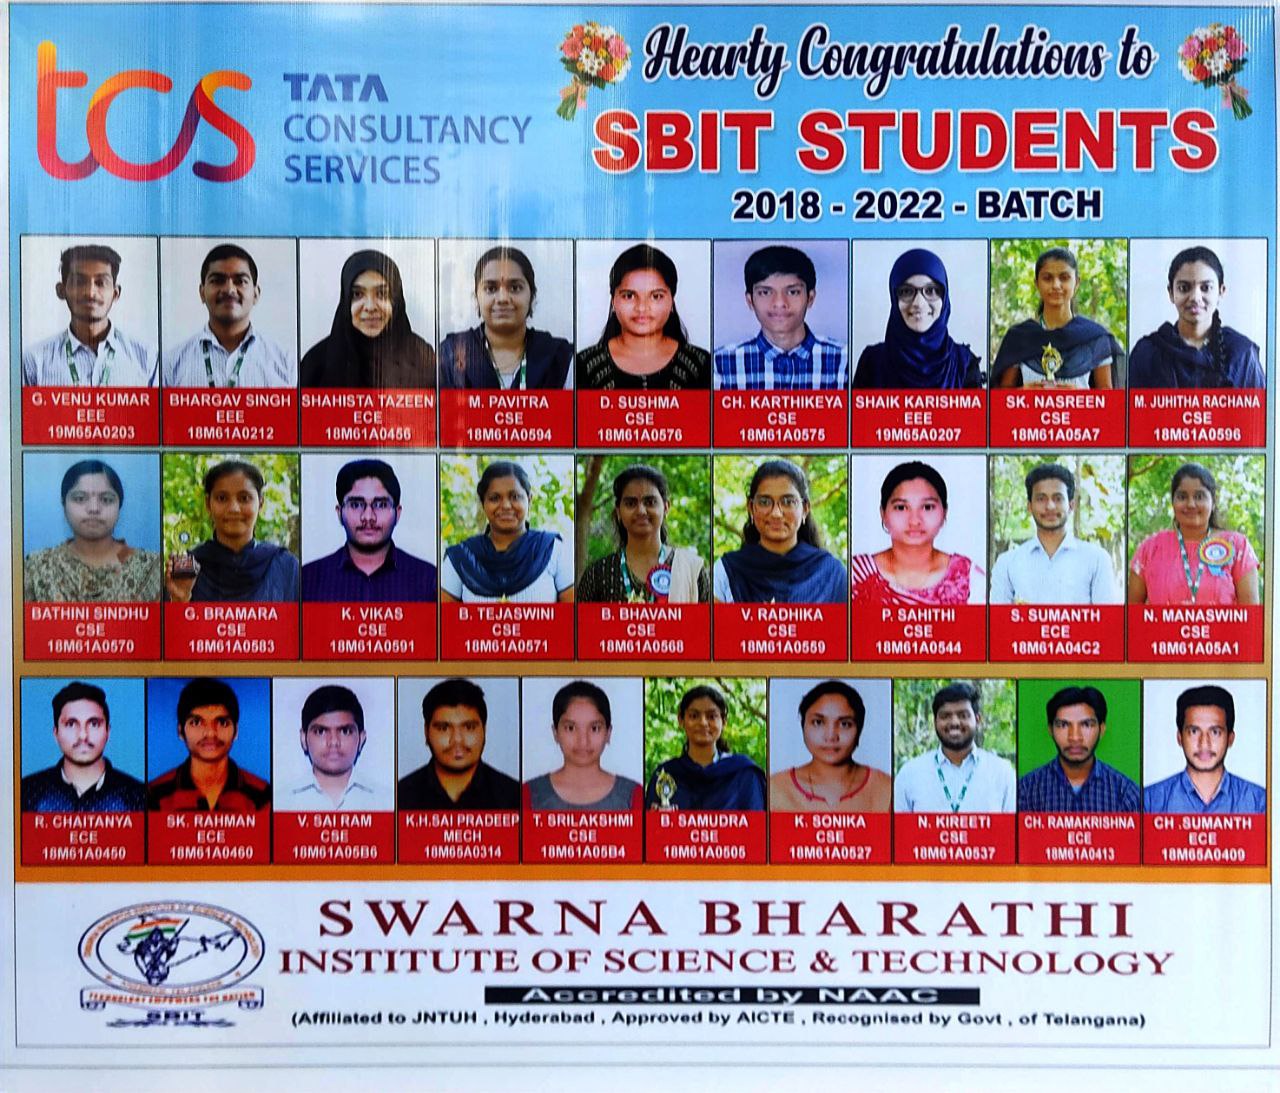 tcs
TATA
CONSULTANCY
SERVICES
Hearty Congratulations to
SBIT STUDENTS
2018 - 2022 - BATCH
G. VENU KUMAR
EEE
19M65A0203
BHARGAV SINGH
EEE
18M61A0212
SHAHISTA TAZEEN
ECE
18M61A0456
M. PAVITRA
CSE
18M61A0594
D. SUSHMA
CSE
18M61A0576
CH. KARTHIKEYA
CSE
18M61A0575
SHAIK KARISHMA
EEE
19M65A0207
SK. NASREEN
CSE
18M61A05A7
M. JUHITHA RACHANA
CSE
18M61A0596
BATHINI SINDHU
CSE
18M61A0570
G. BRAMARA
CSE
18M61A0583
K. VIKAS
CSE
18M61A0591
B. TEJASWINI
CSE
18M61A0571
B. BHAVANI
CSE
18M61A0568
V. RADHIKA
CSE
18M61A0559
P. SAHITHI
CSE
18M61A0544
S. SUMANTH
ECE
18M61A04C2
N. MANASWINI
CSE
18M61A05A1
R. CHAITANYA
ECE
18M61A0450
SK. RAHMAN
ECE
18M61A0460
V. SAI RAM
CSE
18M61A05B6
K.H.SAI PRADEEP
MECH
18M65A0314
T. SRILAKSHMI
CSE
18M61A05B4
B. SAMUDRA
CSE
18M61A0505
K. SONIKA
CSE
18M61A0527
N. KIREETI
CSE
18M61A0537
CH. RAMAKRISHNA
ECE
18M61A0413
CH .SUMANTH
ECE
18M65A0409
SBIT
SWARNA BHARATHI
INSTITUTE OF SCIENCE & TECHNOLOGY
Accredited by NAAC
(Affiliated to JNTUH , Hyderabad , Approved by AICTE , Recognised by Govt , of Telangana)